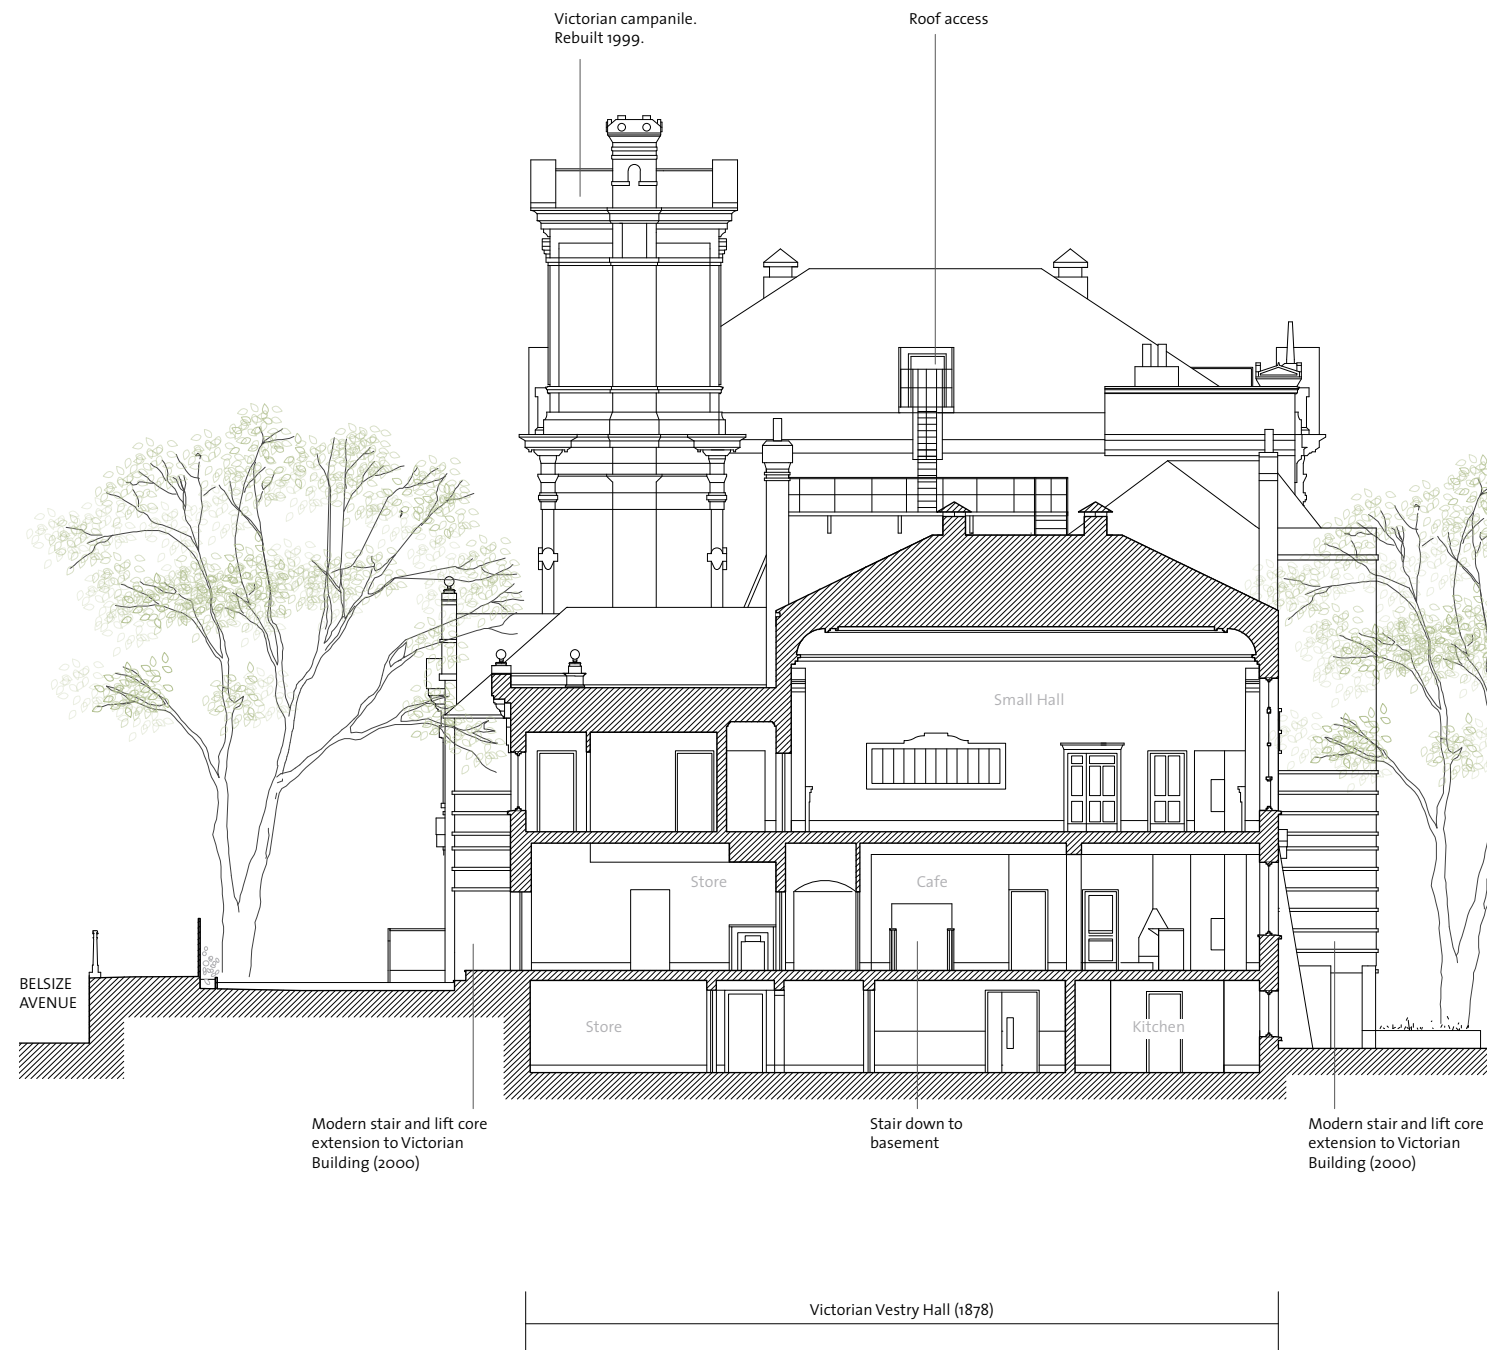 Victorian campanile.
Rebuilt 1999.
Roof access
Small Hall
Store
Cafe
BELSIZE
AVENUE
Store
Kitchen
Modern stair and lift core
extension to Victorian
Building (2000)
Stair down to
basement
Modern stair and lift core
extension to Victorian
Building (2000)
Victorian Vestry Hall (1878)